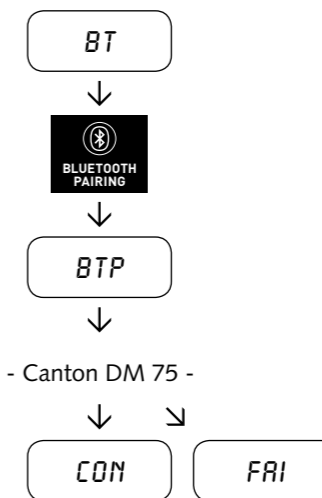 BT
BLUETOOTH
PAIRING
BTP
- Canton DM 75 -
CON FAI